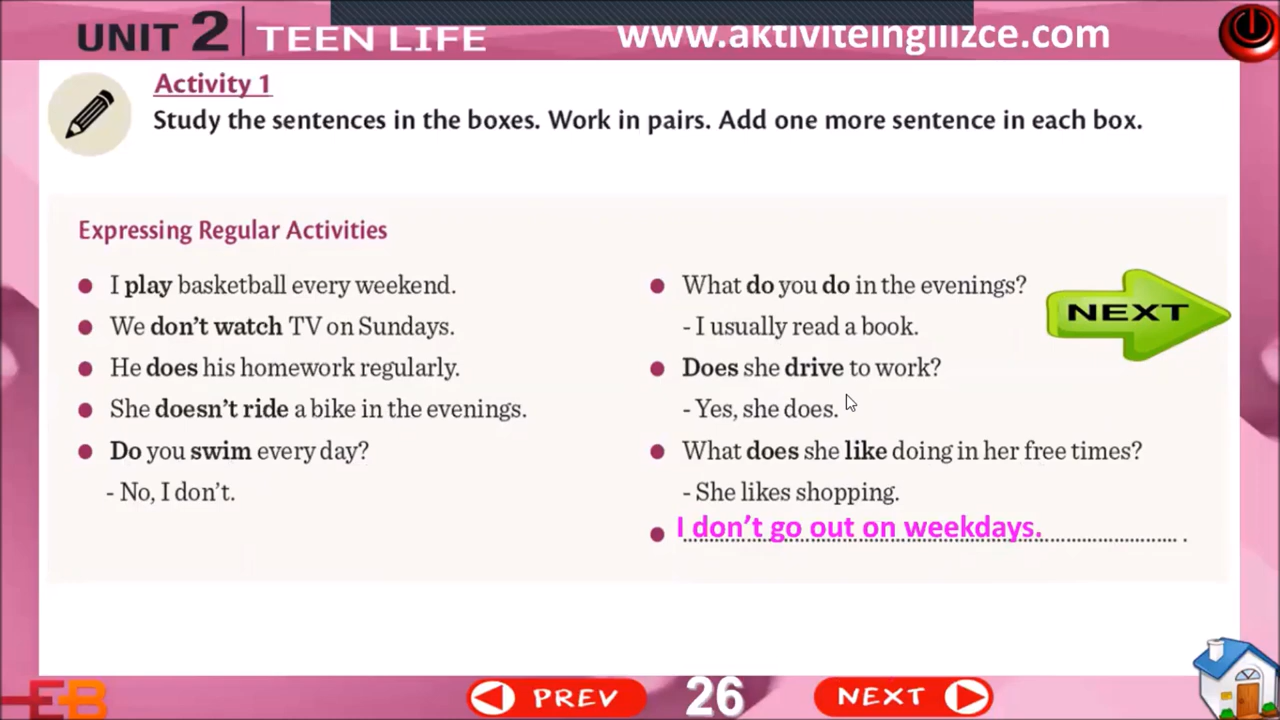 UNIT 2 TEEN LIFE
www.aktiviteingilizce.com
Activity 1
Study the sentences in the boxes. Work in pairs. Add one more sentence in each box.
Expressing Regular Activities
I play basketball every weekend.
We don't watch TV on Sundays.
He does his homework regularly.
She doesn't ride a bike in the evenings.
Do you swim every day?
- No, I don't.
What do you do in the evenings?
- I usually read a book.
Does she drive to work?
- Yes, she does.
What does she like doing in her free times?
- She likes shopping.
I don't go out on weekdays.
NEXT
EB
PREV
26
NEXT